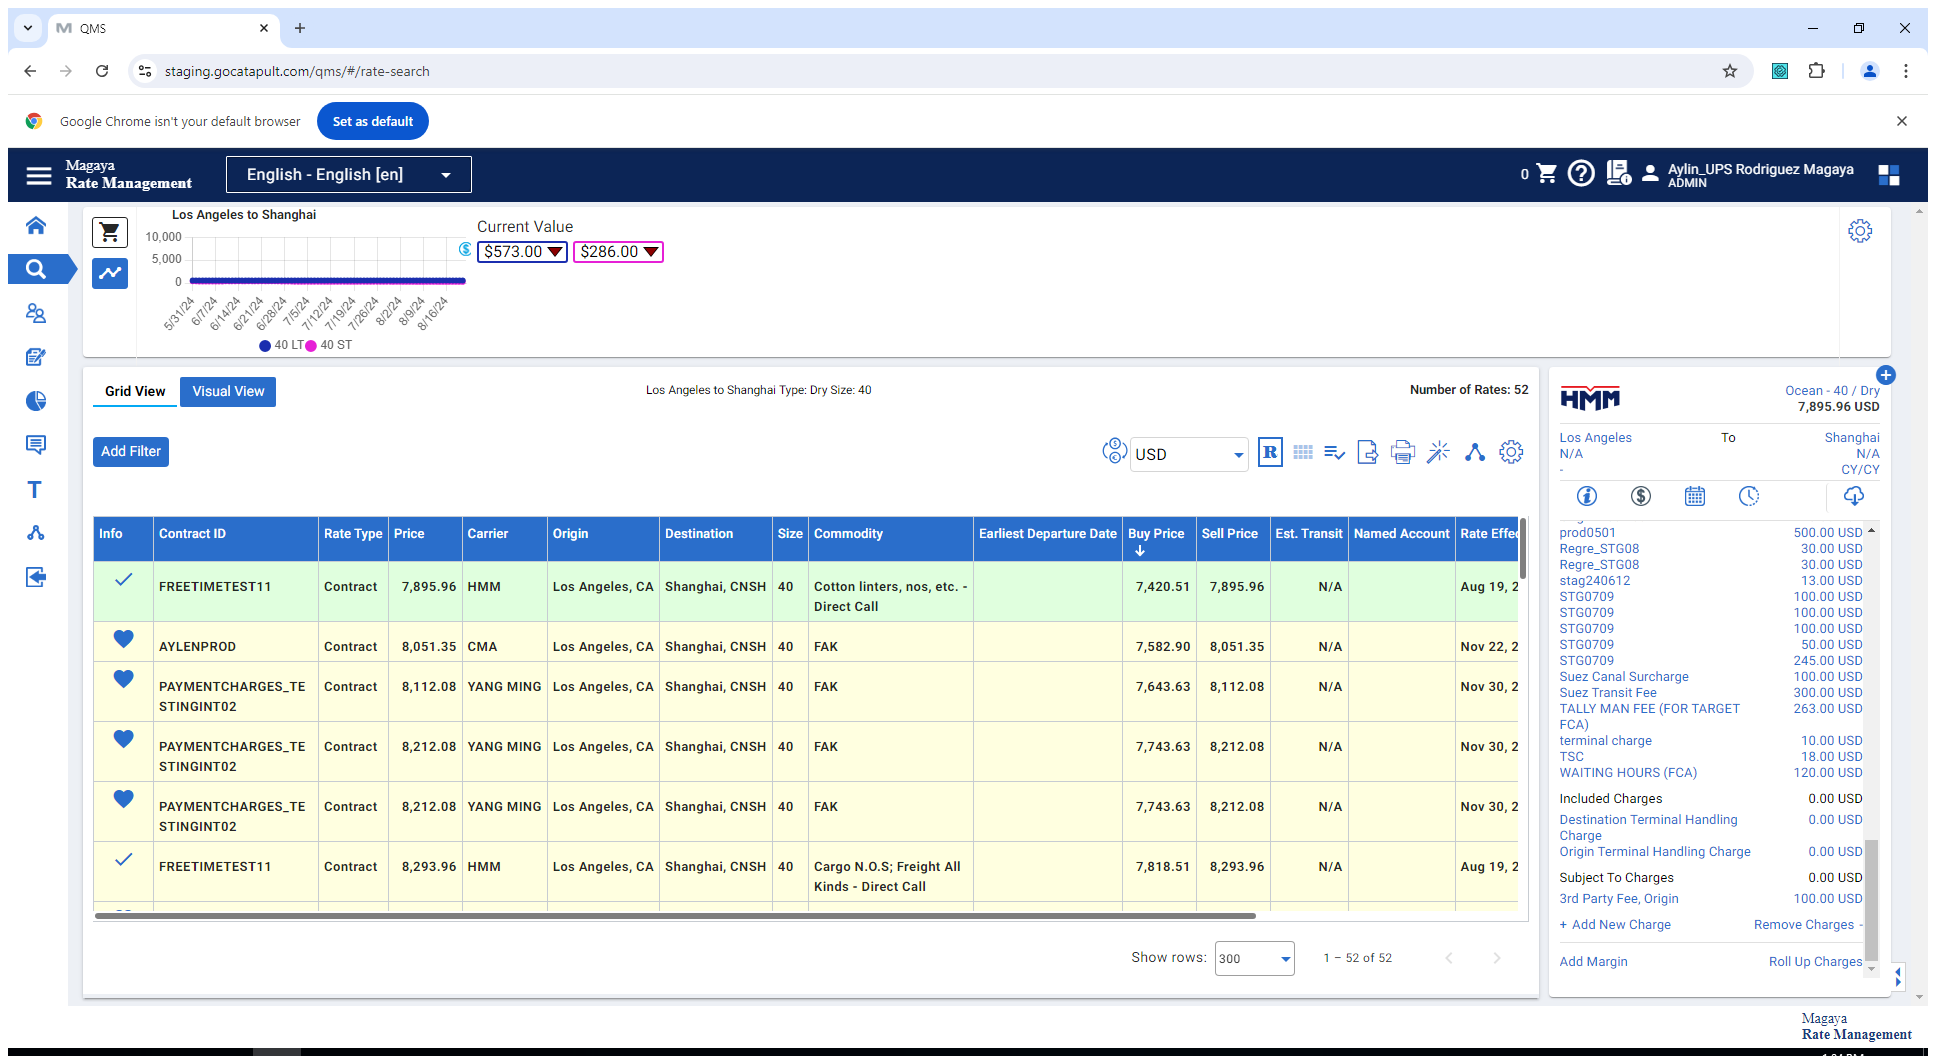 QMS
staging.gocatapult.com/qms/#/rate-search
Google Chrome isn't your default browser
Set as default
Magaya
Rate Management
English - English [en]
0
Aylin_UPS Rodriguez Magaya
ADMIN
Los Angeles to Shanghai
10,000
5,000
0
5/31/24
6/7/24
6/14/24
6/21/24
6/28/24
7/5/24
7/12/24
7/19/24
7/26/24
8/2/24
8/9/24
8/16/24
40 LT 40 ST
Current Value
$573.00 $286.00
Grid View Visual View
Los Angeles to Shanghai Type: Dry Size: 40
Number of Rates: 52
Add Filter
USD
R
Info Contract ID Rate Type Price Carrier Origin Destination Size Commodity Earliest Departure Date Buy Price Sell Price Est. Transit Named Account Rate Effec
FREETIMETEST11 Contract 7,895.96 HMM Los Angeles, CA Shanghai, CNSH 40 Cotton linters, nos, etc. - 7,420.51 7,895.96 N/A Aug 19, 2
Direct Call
AYLENPROD Contract 8,051.35 CMA Los Angeles, CA Shanghai, CNSH 40 FAK 7,582.90 8,051.35 N/A Nov 22, 2
PAYMENTCHARGES_TE Contract 8,112.08 YANG MING Los Angeles, CA Shanghai, CNSH 40 FAK 7,643.63 8,112.08 N/A Nov 30, 2
STINGINT02
PAYMENTCHARGES_TE Contract 8,212.08 YANG MING Los Angeles, CA Shanghai, CNSH 40 FAK 7,743.63 8,212.08 N/A Nov 30, 2
STINGINT02
PAYMENTCHARGES_TE Contract 8,212.08 YANG MING Los Angeles, CA Shanghai, CNSH 40 FAK 7,743.63 8,212.08 N/A Nov 30, 2
STINGINT02
FREETIMETEST11 Contract 8,293.96 HMM Los Angeles, CA Shanghai, CNSH 40 Cargo N.O.S; Freight All 7,818.51 8,293.96 N/A Aug 19, 2
Kinds - Direct Call
Show rows: 300 1 – 52 of 52
HMM
Ocean - 40 / Dry
7,895.96 USD
Los Angeles To Shanghai
N/A N/A
- CY/CY
prod0501 500.00 USD
Regre_STG08 30.00 USD
Regre_STG08 30.00 USD
stag240612 13.00 USD
STG0709 100.00 USD
STG0709 100.00 USD
STG0709 100.00 USD
STG0709 50.00 USD
STG0709 245.00 USD
Suez Canal Surcharge 100.00 USD
Suez Transit Fee 300.00 USD
TALLY MAN FEE (FOR TARGET 263.00 USD
FCA)
terminal charge 10.00 USD
TSC 18.00 USD
WAITING HOURS (FCA) 120.00 USD
Included Charges 0.00 USD
Destination Terminal Handling 0.00 USD
Charge
Origin Terminal Handling Charge 0.00 USD
Subject To Charges 0.00 USD
3rd Party Fee, Origin 100.00 USD
+ Add New Charge Remove Charges -
Add Margin Roll Up Charges
Magaya
Rate Management